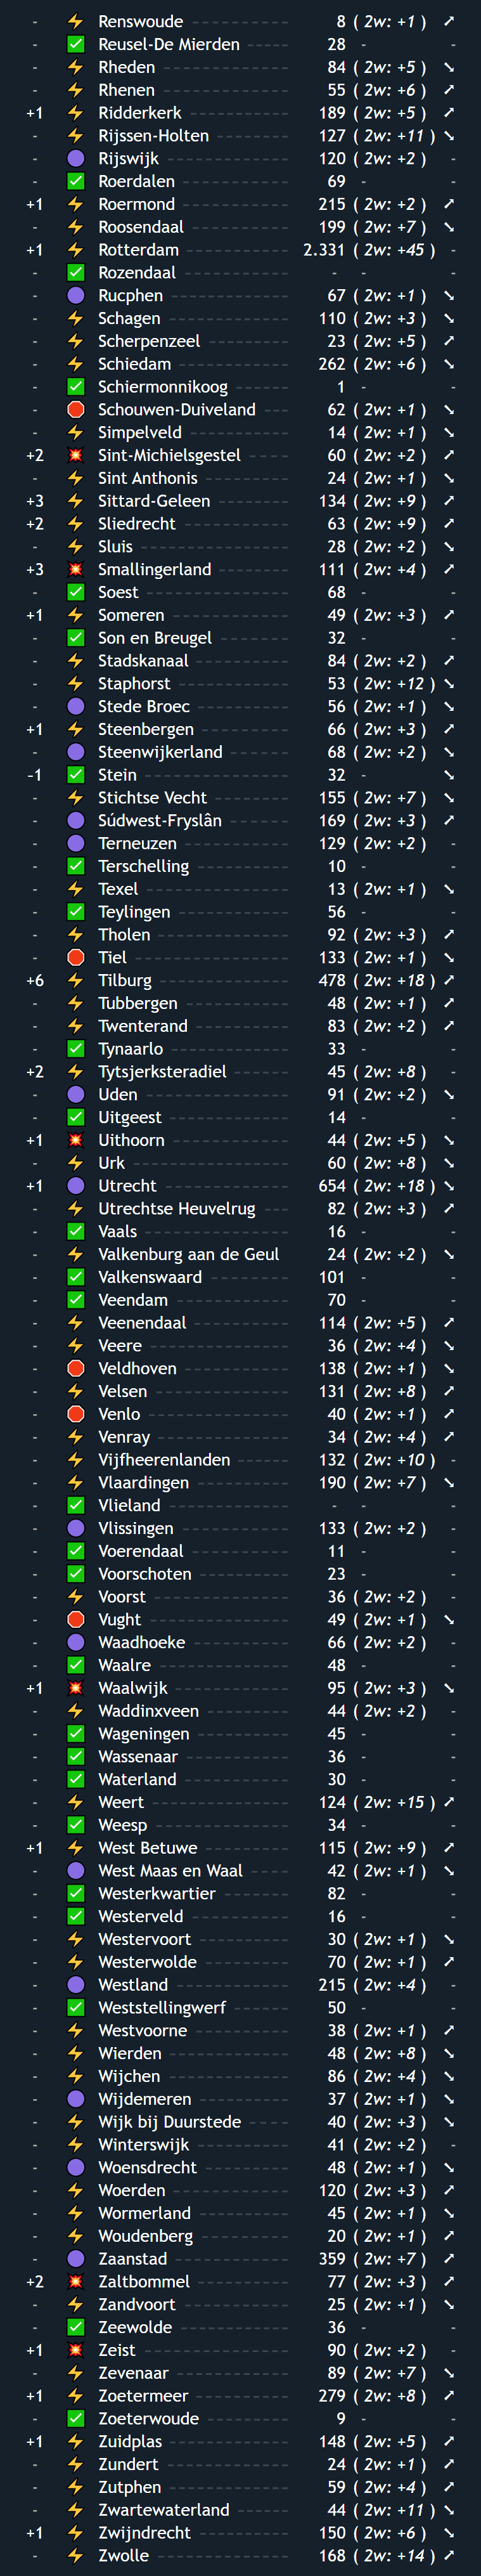 - ⚡ Renswoude ------------- 8 ( 2w: +1 ) ➚
- ✅ Reusel-De Mierden ------ 28 - -
- ⚡ Rheden ------------- 84 ( 2w: +5 ) ➘
- ⚡ Rhenen ------------- 55 ( 2w: +6 ) ➚
+1 ⚡ Ridderkerk ------------- 189 ( 2w: +5 ) ➚
- ⚡ Rijssen-Holten --------- 127 ( 2w: +11 ) ➘
- 🟣 Rijswijk ------------- 120 ( 2w: +2 ) -
- ✅ Roerdalen ------------- 69 - -
+1 ⚡ Roermond ------------- 215 ( 2w: +2 ) ➚
- ⚡ Roosendaal ------------- 199 ( 2w: +7 ) ➘
+1 ⚡ Rotterdam ------------- 2.331 ( 2w: +45 ) -
- ✅ Rozendaal ------------- - - -
- 🟣 Rucphen ------------- 67 ( 2w: +1 ) ➘
- ⚡ Schagen ------------- 110 ( 2w: +3 ) ➘
- ⚡ Scherpenzeel ---------- 23 ( 2w: +5 ) ➚
- ⚡ Schiedam ------------- 262 ( 2w: +6 ) ➘
- ✅ Schiermonnikoog ------- 1 - -
- 🛑 Schouwen-Duiveland ---- 62 ( 2w: +1 ) ➘
- ⚡ Simpelveld ------------- 14 ( 2w: +1 ) ➘
+2 💥 Sint-Michielsgestel ----- 60 ( 2w: +2 ) ➚
- ⚡ Sint Anthonis ---------- 24 ( 2w: +1 ) ➘
+3 ⚡ Sittard-Geleen --------- 134 ( 2w: +9 ) ➚
+2 ⚡ Sliedrecht ------------- 63 ( 2w: +9 ) ➚
- ⚡ Sluis ---------------- 28 ( 2w: +2 ) ➘
+3 💥 Smallingerland --------- 111 ( 2w: +4 ) ➚
- ✅ Soest ---------------- 68 - -
+1 ⚡ Someren ------------- 49 ( 2w: +3 ) ➚
- ✅ Son en Breugel --------- 32 - -
- ⚡ Stadskanaal ----------- 84 ( 2w: +2 ) ➚
- ⚡ Staphorst ------------- 53 ( 2w: +12 ) ➘
- 🟣 Stede Broec ----------- 56 ( 2w: +1 ) ➘
+1 ⚡ Steenbergen ----------- 66 ( 2w: +3 ) ➚
- 🟣 Steenwijkerland -------- 68 ( 2w: +2 ) ➘
-1 ✅ Stein ---------------- 32 - ➘
- ⚡ Stichtse Vecht --------- 155 ( 2w: +7 ) ➘
- 🟣 Súdwest-Fryslân -------- 169 ( 2w: +3 ) ➚
- 🟣 Terneuzen ------------- 129 ( 2w: +2 ) -
- ✅ Terschelling ----------- 10 - -
- ⚡ Texel ---------------- 13 ( 2w: +1 ) ➘
- ✅ Teylingen ------------- 56 - -
- ⚡ Tholen -------------- 92 ( 2w: +3 ) ➚
- 🛑 Tiel ---------------- 133 ( 2w: +1 ) ➘
+6 ⚡ Tilburg -------------- 478 ( 2w: +18 ) ➚
- ⚡ Tubbergen ------------ 48 ( 2w: +1 ) ➚
- ⚡ Twenterand ----------- 83 ( 2w: +2 ) ➚
- ✅ Tynaarlo ------------- 33 - -
+2 ⚡ Tytsjerksteradiel ------- 45 ( 2w: +8 ) -
- 🟣 Uden ---------------- 91 ( 2w: +2 ) ➘
- ✅ Uitgeest ------------- 14 - -
+1 💥 Uithoorn ------------- 44 ( 2w: +5 ) ➘
- ⚡ Urk ----------------- 60 ( 2w: +8 ) ➘
+1 🟣 Utrecht ------------- 654 ( 2w: +18 ) ➘
- ⚡ Utrechtse Heuvelrug ---- 82 ( 2w: +3 ) ➚
- ✅ Vaals ---------------- 16 - -
- ⚡ Valkenburg aan de Geul 24 ( 2w: +2 ) ➘
- ✅ Valkenswaard ---------- 101 - -
- ✅ Veendam ------------- 70 - -
- ⚡ Veenendaal ----------- 114 ( 2w: +5 ) ➚
- ⚡ Veere --------------- 36 ( 2w: +4 ) ➘
- 🛑 Veldhoven ------------ 138 ( 2w: +1 ) ➘
- ⚡ Velsen -------------- 131 ( 2w: +8 ) ➚
- 🛑 Venlo --------------- 40 ( 2w: +1 ) ➚
- ⚡ Venray -------------- 34 ( 2w: +4 ) ➚
- ⚡ Vijfheerenlanden ------- 132 ( 2w: +10 ) -
- ⚡ Vlaardingen ----------- 190 ( 2w: +7 ) ➘
- ✅ Vlieland ------------- - - -
- 🟣 Vlissingen ------------ 133 ( 2w: +2 ) -
- ✅ Voerendaal ----------- 11 - -
- ✅ Voorschoten ---------- 23 - -
- ⚡ Voorst -------------- 36 ( 2w: +2 ) -
- 🛑 Vught --------------- 49 ( 2w: +1 ) ➘
- 🟣 Waadhoeke ----------- 66 ( 2w: +2 ) -
- ✅ Waalre -------------- 48 - -
+1 💥 Waalwijk ------------- 95 ( 2w: +3 ) ➘
- ⚡ Waddinxveen ---------- 44 ( 2w: +2 ) -
- ✅ Wageningen ----------- 45 - -
- ✅ Wassenaar ------------ 36 - -
- ✅ Waterland ------------ 30 - -
- ⚡ Weert --------------- 124 ( 2w: +15 ) ➚
- ✅ Weesp --------------- 34 - -
+1 ⚡ West Betuwe ---------- 115 ( 2w: +9 ) ➚
- 🟣 West Maas en Waal ----- 42 ( 2w: +1 ) ➘
- ✅ Westerkwartier -------- 82 - -
- ✅ Westerveld ----------- 16 - -
- ⚡ Westervoort ---------- 30 ( 2w: +1 ) ➘
- ⚡ Westerwolde ---------- 70 ( 2w: +1 ) ➚
- 🟣 Westland ------------ 215 ( 2w: +4 ) -
- ✅ Weststellingwerf ------- 50 - -
- ⚡ Westvoorne ----------- 38 ( 2w: +1 ) ➚
- ⚡ Wierden ------------- 48 ( 2w: +8 ) ➘
- ⚡ Wijchen ------------- 86 ( 2w: +4 ) ➘
- 🟣 Wijdemeren ----------- 37 ( 2w: +1 ) ➘
- ⚡ Wijk bij Duurstede ---- 40 ( 2w: +3 ) ➘
- ⚡ Winterswijk ----------- 41 ( 2w: +2 ) -
- 🟣 Woensdrecht ---------- 48 ( 2w: +1 ) ➘
- ⚡ Woerden ------------- 120 ( 2w: +3 ) ➚
- ⚡ Wormerland ----------- 45 ( 2w: +1 ) ➘
- ⚡ Woudenberg ---------- 20 ( 2w: +1 ) ➚
- 🟣 Zaanstad ------------ 359 ( 2w: +7 ) ➚
+2 💥 Zaltbommel ----------- 77 ( 2w: +3 ) ➚
- ⚡ Zandvoort ------------ 25 ( 2w: +1 ) ➘
- ✅ Zeewolde ------------ 36 - -
+1 💥 Zeist ---------------- 90 ( 2w: +2 ) -
- ⚡ Zevenaar ------------ 89 ( 2w: +7 ) ➘
+1 ⚡ Zoetermeer ----------- 279 ( 2w: +8 ) ➚
- ✅ Zoeterwoude ---------- 9 - -
+1 ⚡ Zuidplas ------------- 148 ( 2w: +5 ) ➚
- ⚡ Zundert ------------- 24 ( 2w: +1 ) ➚
- ⚡ Zutphen ------------- 59 ( 2w: +4 ) ➚
- ⚡ Zwartewaterland ------- 44 ( 2w: +11 ) ➘
+1 ⚡ Zwijndrecht ----------- 150 ( 2w: +6 ) ➘
- ⚡ Zwolle -------------- 168 ( 2w: +14 ) ➚